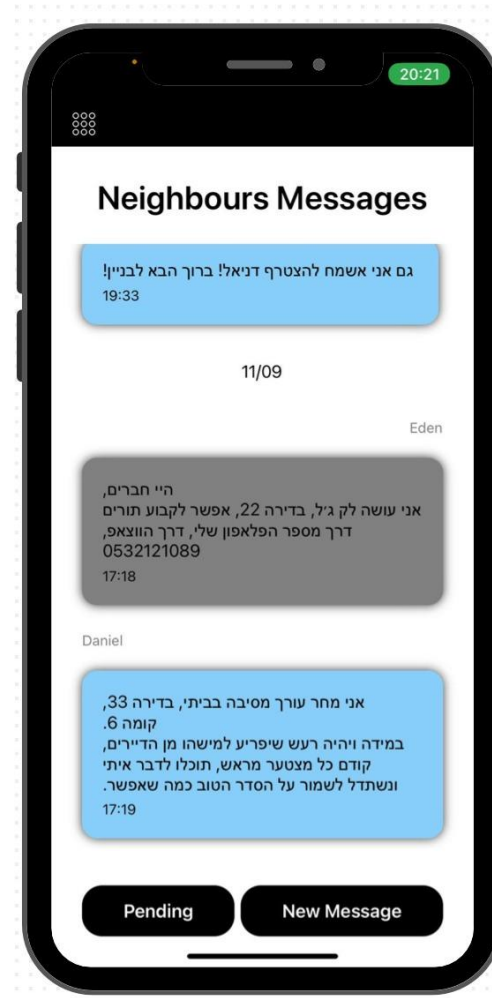 20:21
Neighbours Messages
גם אני אשמח להצטרף דניאל! ברוך הבא לבניין!
19:33
11/09
Eden
היי חברים,
אני עושה לק ג׳ל, בדירה 22, אפשר לקבוע תורים
דרך מספר הפלאפון שלי, דרך הווצאפ,
0532121089
17:18
Daniel
אני מחר עורך מסיבה בביתי, בדירה 33,
קומה 6.
במידה ויהיה רעש שיפריע למישהו מן הדיירים,
קודם כל מצטער מראש, תוכלו לדבר איתי
ונשתדל לשמור על הסדר הטוב כמה שאפשר.
17:19
Pending
New Message